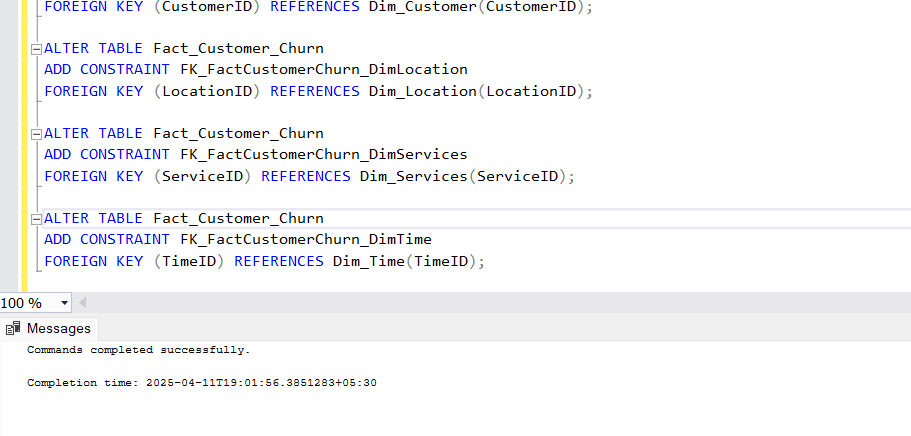 FOREIGN KEY (CustomerID) REFERENCES Dim_Customer(CustomerID);
ALTER TABLE Fact_Customer_Churn
ADD CONSTRAINT FK_FactCustomerChurn_DimLocation
FOREIGN KEY (LocationID) REFERENCES Dim_Location(LocationID);
ALTER TABLE Fact_Customer_Churn
ADD CONSTRAINT FK_FactCustomerChurn_DimServices
FOREIGN KEY (ServiceID) REFERENCES Dim_Services(ServiceID);
ALTER TABLE Fact_Customer_Churn
ADD CONSTRAINT FK_FactCustomerChurn_DimTime
FOREIGN KEY (TimeID) REFERENCES Dim_Time(TimeID);
100 %
Messages
Commands completed successfully.
Completion time: 2025-04-11T19:01:56.3851283+05:30